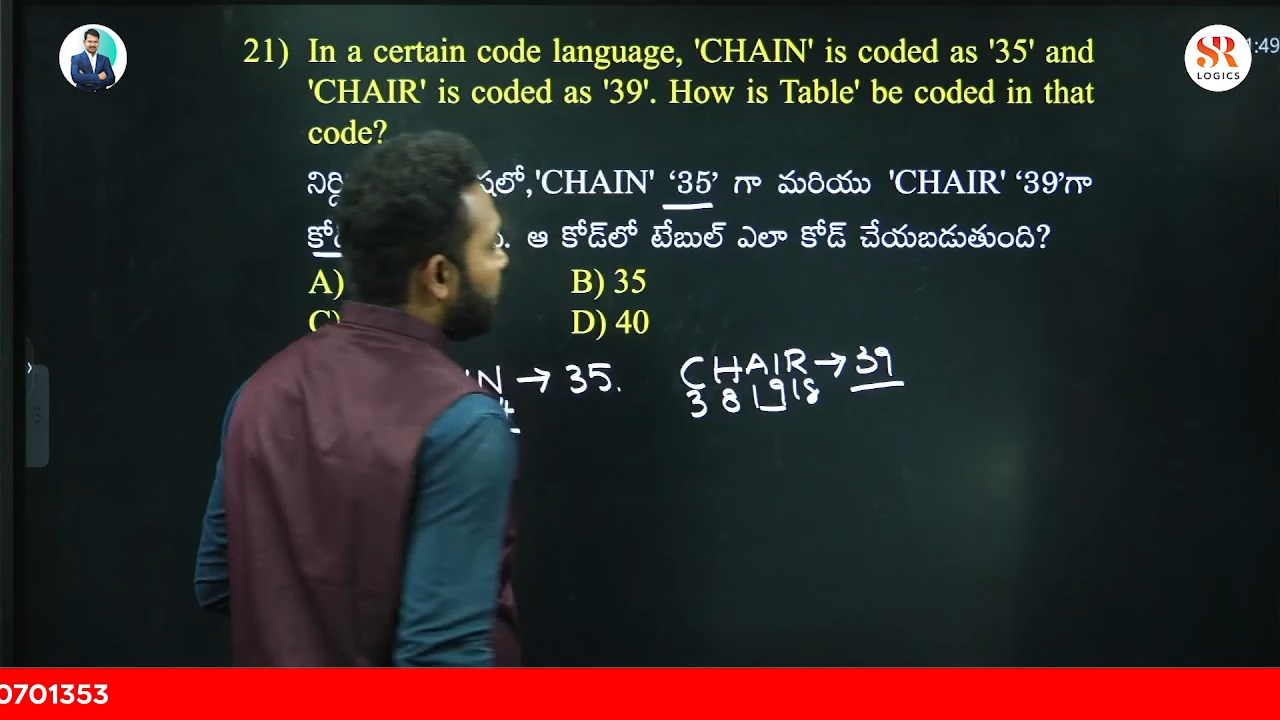 SR
LOGICS
:49
21) In a certain code language, 'CHAIN' is coded as '35' and
'CHAIR' is coded as '39'. How is Table' be coded in that
code?
'CHAIN' ‘35’ గా మరియు 'CHAIR' ‘39’గా
ఆ కోడ్‌లో టేబుల్ ఎలా కోడ్ చేయబడుతుంది?
A) B) 35
D) 40
N → 35. CHAIR → 39
3 8 1 9 18
0701353